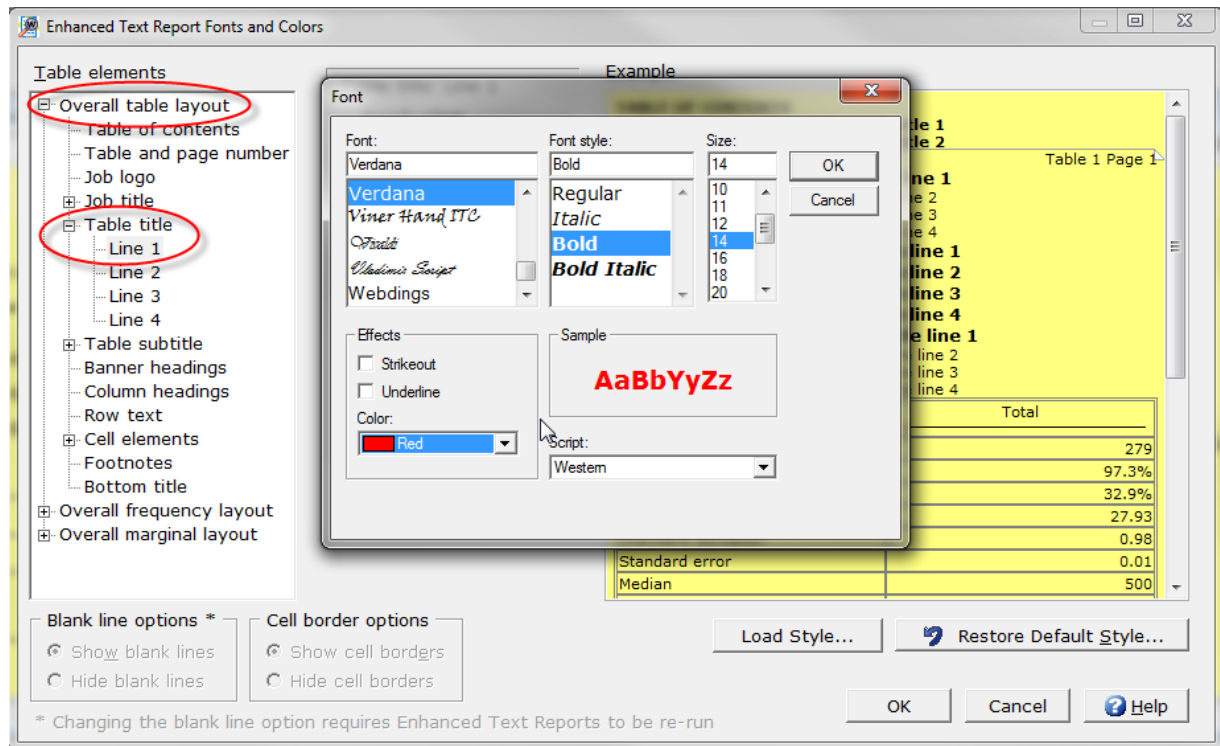 Enhanced Text Report Fonts and Colors
Table elements
Overall table layout
Table of contents
Table and page number
Job logo
Job title
Table title
Line 1
Line 2
Line 3
Line 4
Table subtitle
Banner headings
Column headings
Row text
Cell elements
Footnotes
Bottom title
Overall frequency layout
Overall marginal layout
Font
Font:
Verdana
Verdana
Viner Hand ITC
Vivaldi
Vladimir Script
Webdings
Font style:
Bold
Regular
Italic
Bold
Bold Italic
Size:
14
10
11
12
14
16
18
20
OK
Cancel
Effects
Strikeout
Underline
Color:
Red
Sample
AaBbYyZz
Script:
Western
Example
tle 1
tle 2
Table 1 Page 1
ne 1
e 2
e 3
e 4
line 1
line 2
line 3
line 4
e line 1
line 2
line 3
line 4
Total
279
97.3%
32.9%
27.93
0.98
Standard error 0.01
Median 500
Blank line options *
Show blank lines
Hide blank lines
Cell border options
Show cell borders
Hide cell borders
Load Style...
Restore Default Style...
* Changing the blank line option requires Enhanced Text Reports to be re-run
OK
Cancel
Help